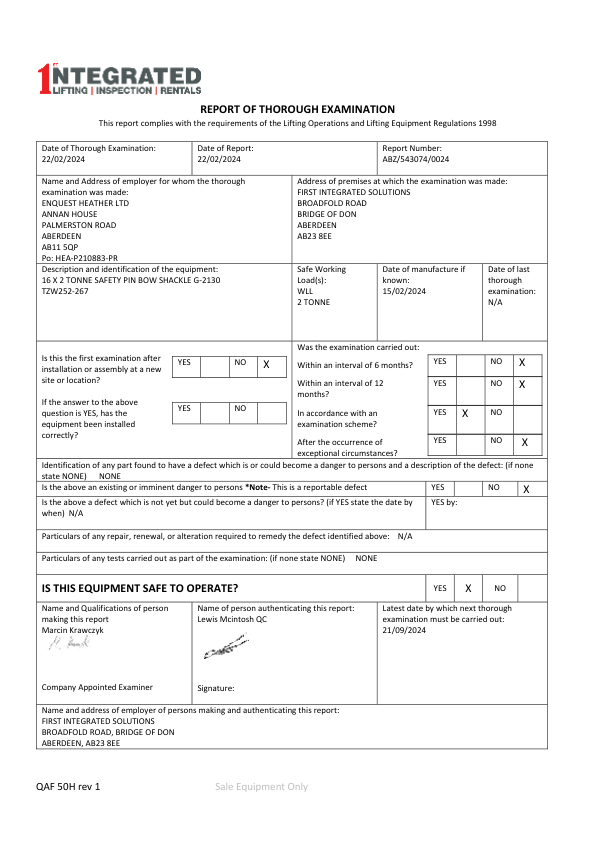 1NTEGRATED
LIFTING | INSPECTION | RENTALS
REPORT OF THOROUGH EXAMINATION
This report complies with the requirements of the Lifting Operations and Lifting Equipment Regulations 1998
Date of Thorough Examination:
22/02/2024
Date of Report:
22/02/2024
Report Number:
ABZ/543074/0024
Name and Address of employer for whom the thorough
examination was made:
ENQUEST HEATHER LTD
ANNAN HOUSE
PALMERSTON ROAD
ABERDEEN
AB11 5QP
Po: HEA-P210883-PR
Address of premises at which the examination was made:
FIRST INTEGRATED SOLUTIONS
BROADFOLD ROAD
BRIDGE OF DON
ABERDEEN
AB23 8EE
Description and identification of the equipment:
16 X 2 TONNE SAFETY PIN BOW SHACKLE G-2130
TZW252-267
Safe Working
Load(s):
WLL
2 TONNE
Date of manufacture if
known:
15/02/2024
Date of last
thorough
examination:
N/A
Is this the first examination after
installation or assembly at a new
site or location?
YES NO X
If the answer to the above
question is YES, has the
equipment been installed
correctly?
YES NO
Was the examination carried out:
Within an interval of 6 months? YES NO X
Within an interval of 12
months?
YES NO X
In accordance with an
examination scheme?
YES X NO
After the occurrence of
exceptional circumstances?
YES NO X
Identification of any part found to have a defect which is or could become a danger to persons and a description of the defect: (if none
state NONE) NONE
Is the above an existing or imminent danger to persons *Note- This is a reportable defect YES NO X
Is the above a defect which is not yet but could become a danger to persons? (if YES state the date by
when) N/A
YES by:
Particulars of any repair, renewal, or alteration required to remedy the defect identified above: N/A
Particulars of any tests carried out as part of the examination: (if none state NONE) NONE
IS THIS EQUIPMENT SAFE TO OPERATE? YES X NO
Name and Qualifications of person
making this report
Marcin Krawczyk
Company Appointed Examiner
Name of person authenticating this report:
Lewis Mcintosh QC
Signature:
Latest date by which next thorough
examination must be carried out:
21/09/2024
Name and address of employer of persons making and authenticating this report:
FIRST INTEGRATED SOLUTIONS
BROADFOLD ROAD, BRIDGE OF DON
ABERDEEN, AB23 8EE
QAF 50H rev 1
Sale Equipment Only